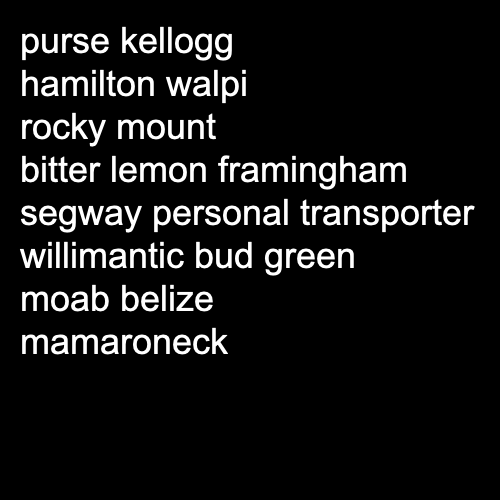 purse kellogg
hamilton walpi
rocky mount
bitter lemon framingham
segway personal transporter
willimantic bud green
moab belize
mamaroneck